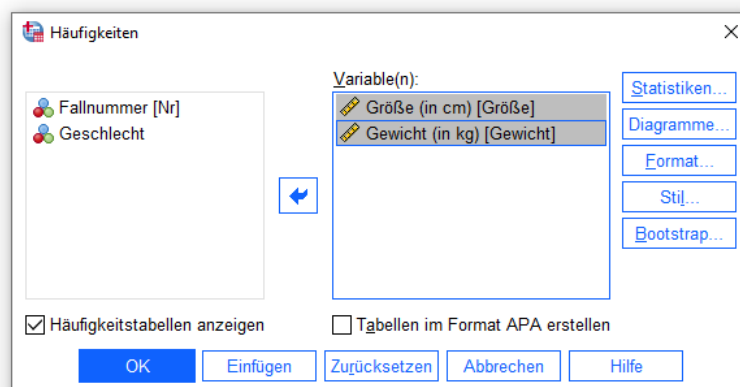 Häufigkeiten
Variable(n):
Fallnummer [Nr]
Geschlecht
Größe (in cm) [Größe]
Gewicht (in kg) [Gewicht]
Statistiken...
Diagramme...
Format...
Stil...
Bootstrap...
Häufigkeitstabellen anzeigen
Tabellen im Format APA erstellen
OK Einfügen Zurücksetzen Abbrechen Hilfe